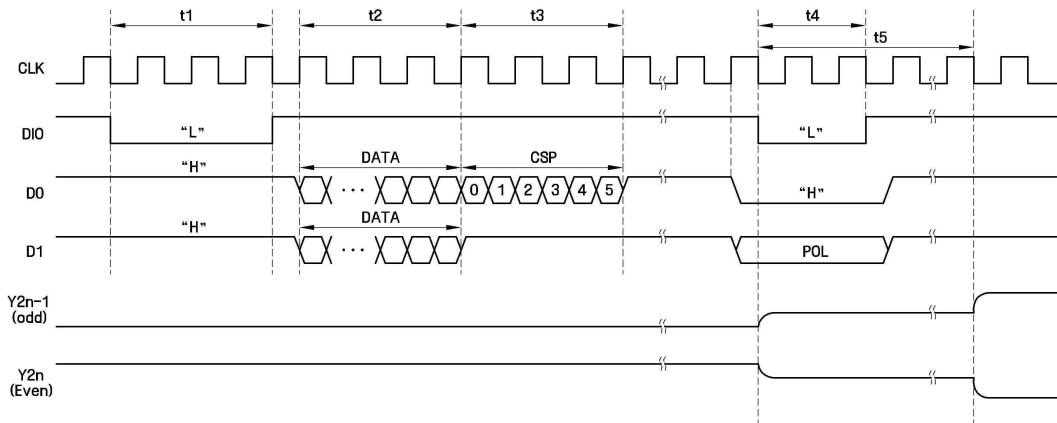 t1 t2 t3 t4
t5
CLK
DIO "L" "L"
DATA CSP
"H"
D0 ··· 0 1 2 3 4 5 "H"
DATA
"H"
D1 ··· POL
Y2n-1
(odd)
Y2n
(Even)